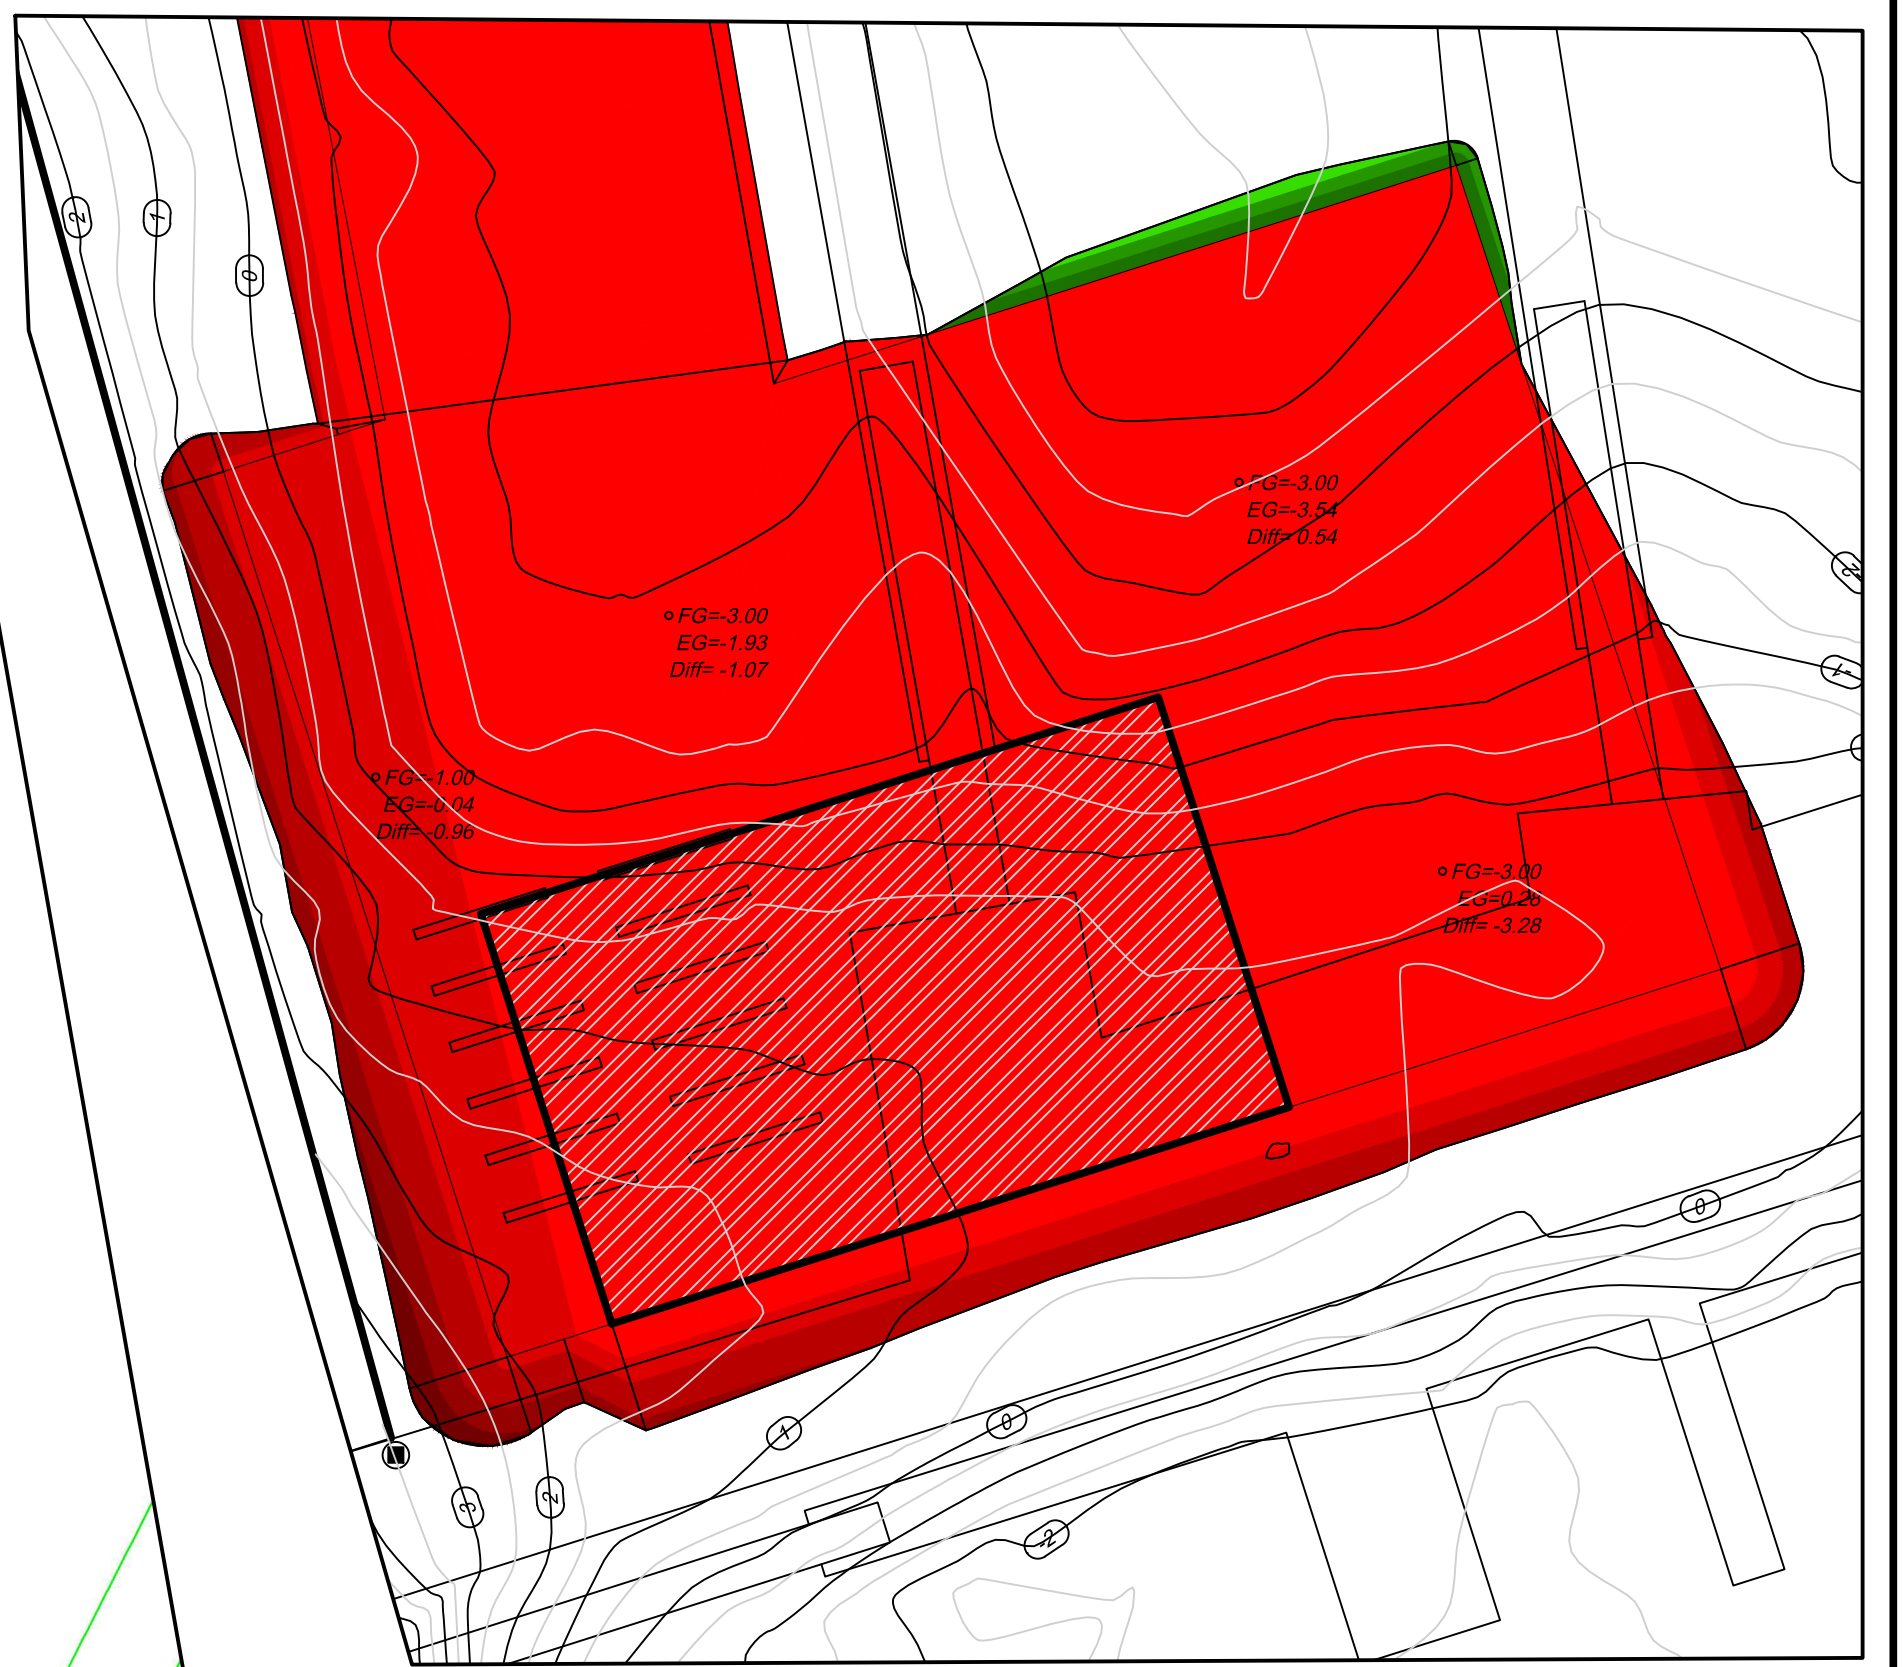 2
1
0
FG=-3.00
EG=-3.54
Diff= 0.54
-2
FG=-3.00
EG=-1.93
Diff= -1.07
-1
FG=-1.00
EG=-0.04
Diff= -0.96
FG=-3.00
EG=0.28
Diff= -3.28
0
1
0
3
2
-2